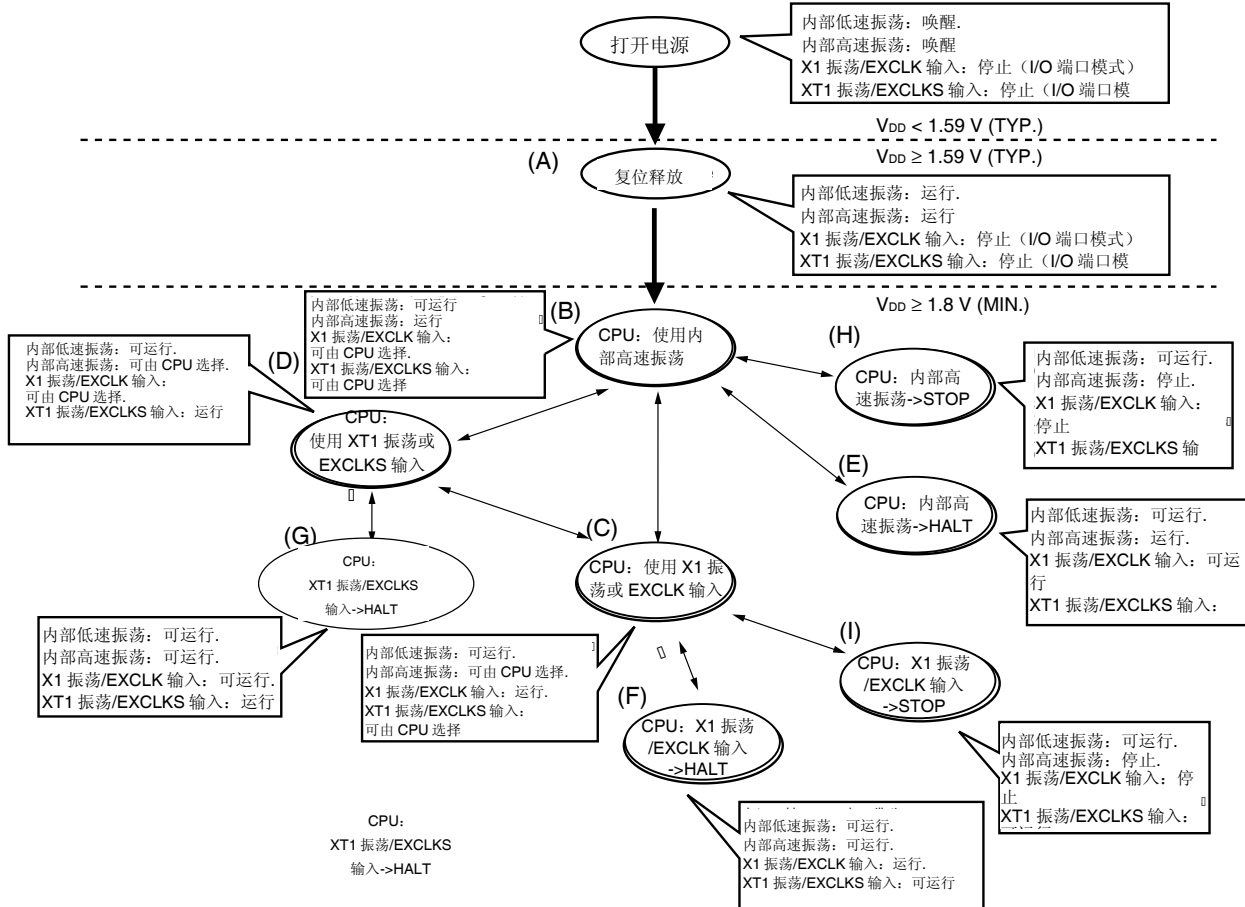 打开电源
内部低速振荡：唤醒.
内部高速振荡：唤醒
X1 振荡/EXCLK 输入：停止（I/O 端口模式）
XT1 振荡/EXCLKS 输入：停止（I/O 端口模
VDD < 1.59 V (TYP.)
VDD ≥ 1.59 V (TYP.)
(A)
复位释放
内部低速振荡：运行.
内部高速振荡：运行
X1 振荡/EXCLK 输入：停止（I/O 端口模式）
XT1 振荡/EXCLKS 输入：停止（I/O 端口模
VDD ≥ 1.8 V (MIN.)
(B)
内部低速振荡：可运行
内部高速振荡：运行
X1 振荡/EXCLK 输入：
可由 CPU 选择.
XT1 振荡/EXCLKS 输入：
可由 CPU 选择
CPU：使用内
部高速振荡
(D)
内部低速振荡：可运行.
内部高速振荡：可由 CPU 选择.
X1 振荡/EXCLK 输入：
可由 CPU 选择.
XT1 振荡/EXCLKS 输入：运行
CPU：
使用 XT1 振荡或
EXCLKS 输入
(H)
CPU：内部高
速振荡->STOP
内部低速振荡：可运行.
内部高速振荡：停止.
X1 振荡/EXCLK 输入：
停止
XT1 振荡/EXCLKS 输
(E)
CPU：内部高
速振荡->HALT
内部低速振荡：可运行.
内部高速振荡：运行.
X1 振荡/EXCLK 输入：可运
行
XT1 振荡/EXCLKS 输入：
(G)
CPU：
XT1 振荡/EXCLKS
输入->HALT
内部低速振荡：可运行.
内部高速振荡：可运行.
X1 振荡/EXCLK 输入：可运行.
XT1 振荡/EXCLKS 输入：运行
(C)
CPU：使用 X1 振
荡或 EXCLK 输入
内部低速振荡：可运行.
内部高速振荡：可由 CPU 选择.
X1 振荡/EXCLK 输入：运行.
XT1 振荡/EXCLKS 输入：
可由 CPU 选择
(I)
CPU：X1 振荡
/EXCLK 输入
->STOP
内部低速振荡：可运行.
内部高速振荡：停止.
X1 振荡/EXCLK 输入：停
止
XT1 振荡/EXCLKS 输入：
(F)
CPU：X1 振荡
/EXCLK 输入
->HALT
内部低速振荡：可运行.
内部高速振荡：可运行.
X1 振荡/EXCLK 输入：运行.
XT1 振荡/EXCLKS 输入：可运行
CPU：
XT1 振荡/EXCLKS
输入->HALT